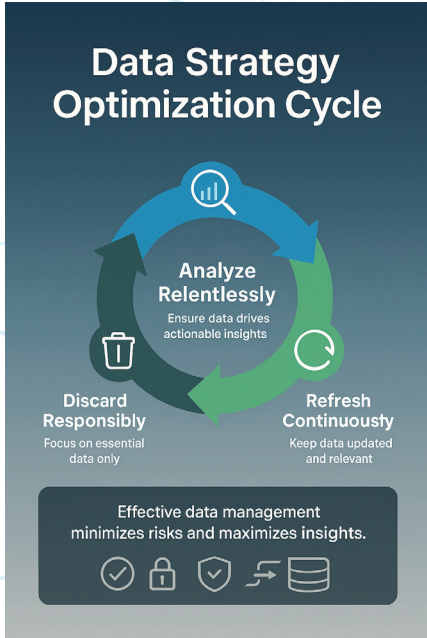 Data Strategy
Optimization Cycle
Analyze
Relentlessly
Ensure data drives
actionable insights
Discard
Responsibly
Focus on essential
data only
Refresh
Continuousty
Keep data updated
and relevant
Effective data management
minimizes risks and maximizes insights.